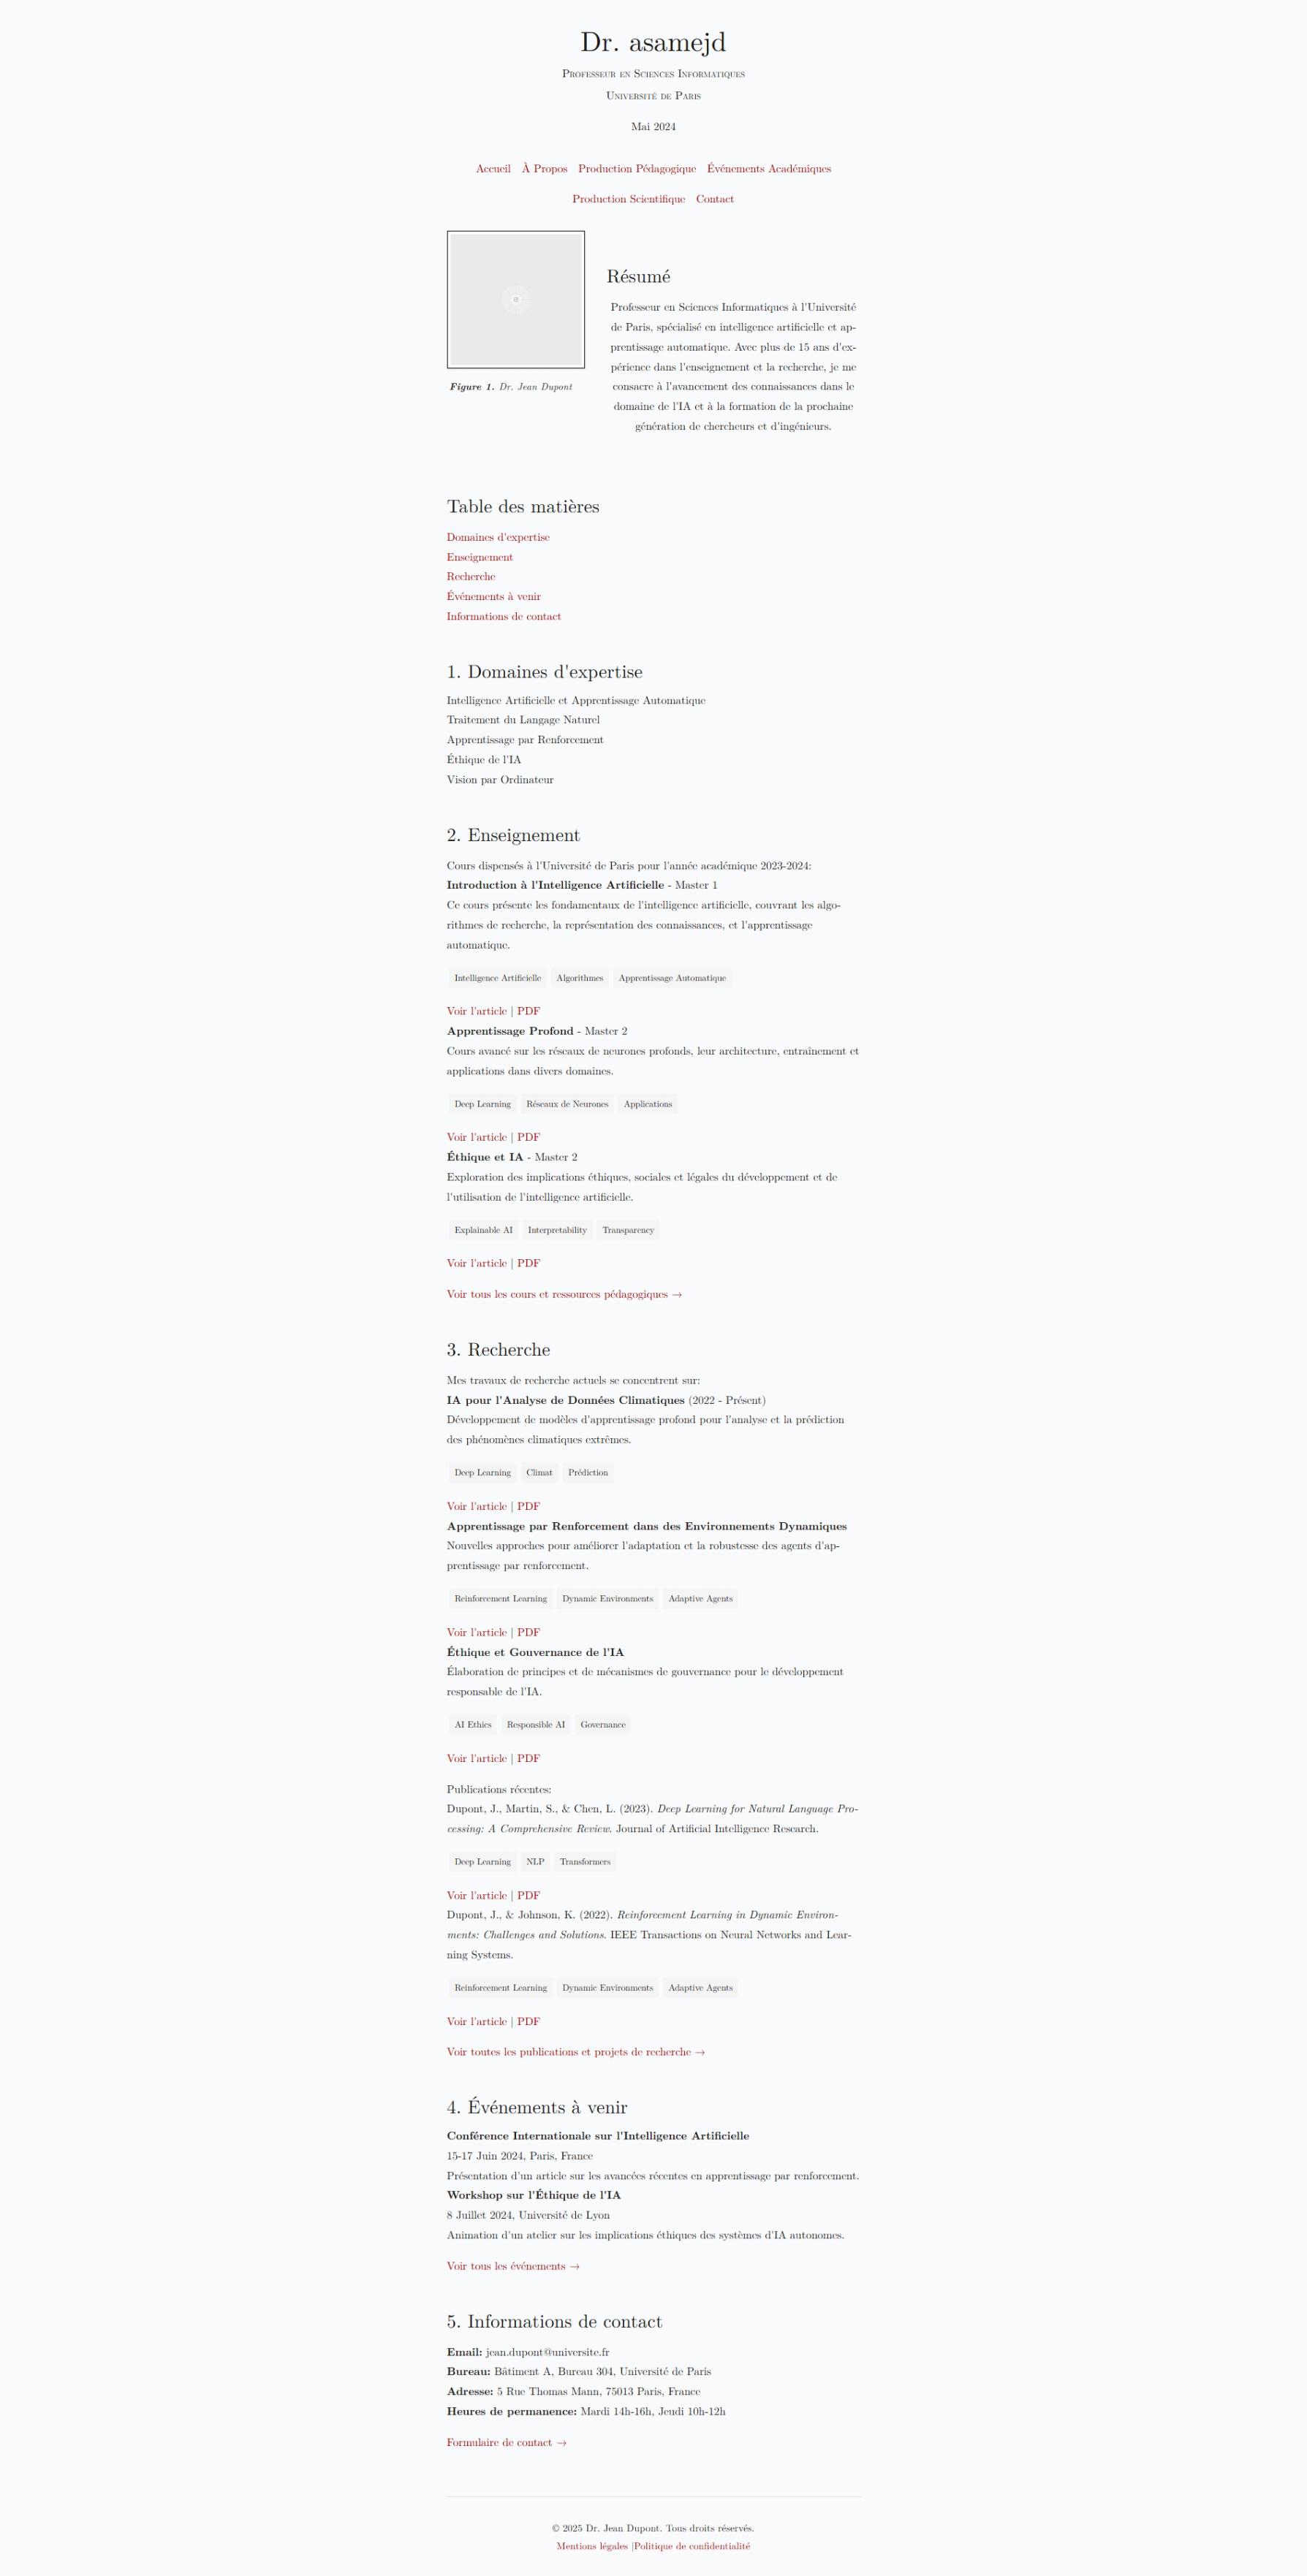 Dr. asamejd
Professeur en Sciences Informatiques
Université de Paris
Mai 2024
Accueil À Propos Production Pédagogique Événements Académiques
Production Scientifique Contact
Figure 1. Dr. Jean Dupont
Résumé
Professeur en Sciences Informatiques à l'Université
de Paris, spécialisé en intelligence artificielle et ap-
prentissage automatique. Avec plus de 15 ans d'ex-
périence dans l'enseignement et la recherche, je me
consacre à l'avancement des connaissances dans le
domaine de l'IA et à la formation de la prochaine
génération de chercheurs et d'ingénieurs.
Table des matières
Domaines d'expertise
Enseignement
Recherche
Événements à venir
Informations de contact
1. Domaines d'expertise
Intelligence Artificielle et Apprentissage Automatique
Traitement du Langage Naturel
Apprentissage par Renforcement
Éthique de l'IA
Vision par Ordinateur
2. Enseignement
Cours dispensés à l'Université de Paris pour l'année académique 2023-2024:
Introduction à l'Intelligence Artificielle - Master 1
Ce cours présente les fondamentaux de l'intelligence artificielle, couvrant les algo-
rithmes de recherche, la représentation des connaissances, et l'apprentissage
automatique.
Intelligence Artificielle Algorithmes Apprentissage Automatique
Voir l'article | PDF
Apprentissage Profond - Master 2
Cours avancé sur les réseaux de neurones profonds, leur architecture, entraînement et
applications dans divers domaines.
Deep Learning Réseaux de Neurones Applications
Voir l'article | PDF
Éthique et IA - Master 2
Exploration des implications éthiques, sociales et légales du développement et de
l'utilisation de l'intelligence artificielle.
Explainable AI Interpretability Transparency
Voir l'article | PDF
Voir tous les cours et ressources pédagogiques →
3. Recherche
Mes travaux de recherche actuels se concentrent sur:
IA pour l'Analyse de Données Climatiques (2022 - Présent)
Développement de modèles d'apprentissage profond pour l'analyse et la prédiction
des phénomènes climatiques extrêmes.
Deep Learning Climat Prédiction
Voir l'article | PDF
Apprentissage par Renforcement dans des Environnements Dynamiques
Nouvelles approches pour améliorer l'adaptation et la robustesse des agents d'ap-
prentissage par renforcement.
Reinforcement Learning Dynamic Environments Adaptive Agents
Voir l'article | PDF
Éthique et Gouvernance de l'IA
Élaboration de principes et de mécanismes de gouvernance pour le développement
responsable de l'IA.
AI Ethics Responsible AI Governance
Voir l'article | PDF
Publications récentes:
Dupont, J., Martin, S., & Chen, L. (2023). Deep Learning for Natural Language Pro-
cessing: A Comprehensive Review. Journal of Artificial Intelligence Research.
Deep Learning NLP Transformers
Voir l'article | PDF
Dupont, J., & Johnson, K. (2022). Reinforcement Learning in Dynamic Environ-
ments: Challenges and Solutions. IEEE Transactions on Neural Networks and Lear-
ning Systems.
Reinforcement Learning Dynamic Environments Adaptive Agents
Voir l'article | PDF
Voir toutes les publications et projets de recherche →
4. Événements à venir
Conférence Internationale sur l'Intelligence Artificielle
15-17 Juin 2024, Paris, France
Présentation d'un article sur les avancées récentes en apprentissage par renforcement.
Workshop sur l'Éthique de l'IA
8 Juillet 2024, Université de Lyon
Animation d'un atelier sur les implications éthiques des systèmes d'IA autonomes.
Voir tous les événements →
5. Informations de contact
Email: jean.dupont@universite.fr
Bureau: Bâtiment A, Bureau 304, Université de Paris
Adresse: 5 Rue Thomas Mann, 75013 Paris, France
Heures de permanence: Mardi 14h-16h, Jeudi 10h-12h
Formulaire de contact →
© 2025 Dr. Jean Dupont. Tous droits réservés.
Mentions légales |Politique de confidentialité